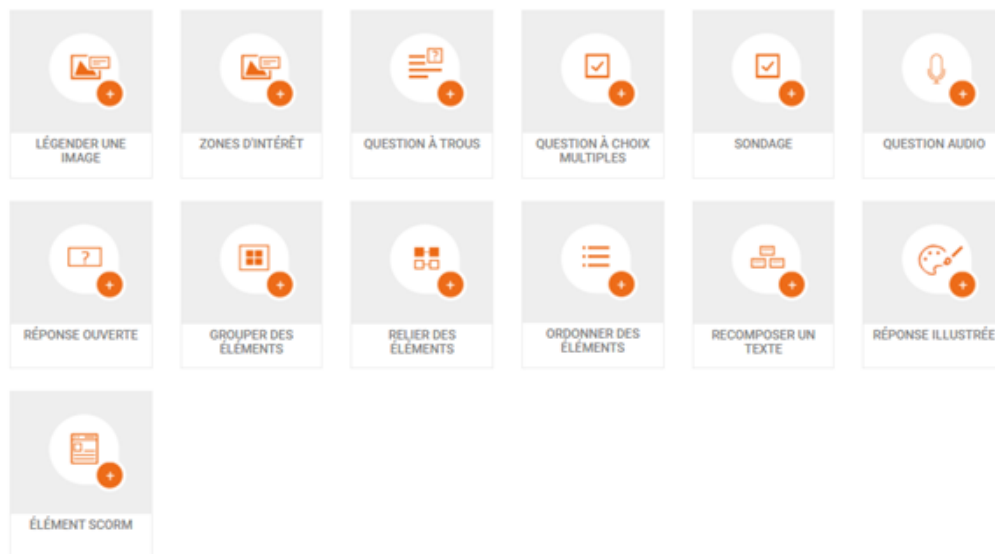 LÉGENDER UNE
IMAGE
ZONES D'INTÉRÊT
QUESTION À TROUS
QUESTION À CHOIX
MULTIPLES
SONDAGE
QUESTION AUDIO
RÉPONSE OUVERTE
GROUPER DES
ÉLÉMENTS
RELIER DES
ÉLÉMENTS
ORDONNER DES
ÉLÉMENTS
RECOMPOSER UN
TEXTE
RÉPONSE ILLUSTRÉE
ÉLÉMENT SCORM